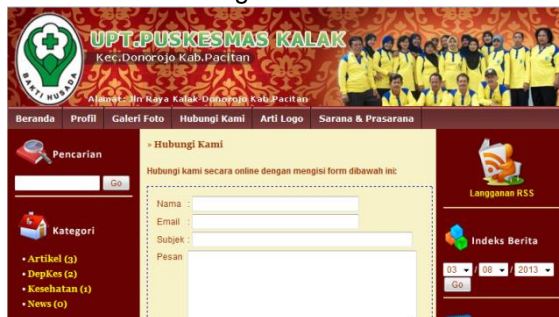 UPT.PUSKESMAS KALAK
Kec.Donorojo Kab.Pacitan
BAKTI HUSADA
Alamat: Jln Raya Kalak-Donorojo Kab.Pacitan
Beranda Profil Galeri Foto Hubungi Kami Arti Logo Sarana & Prasarana
Pencarian
Go
Kategori
• Artikel (3)
• DepKes (2)
• Kesehatan (1)
• News (0)
» Hubungi Kami
Hubungi kami secara online dengan mengisi form dibawah ini:
Nama :
Email :
Subjek :
Pesan
Langganan RSS
Indeks Berita
03 / 08 / 2013
Go